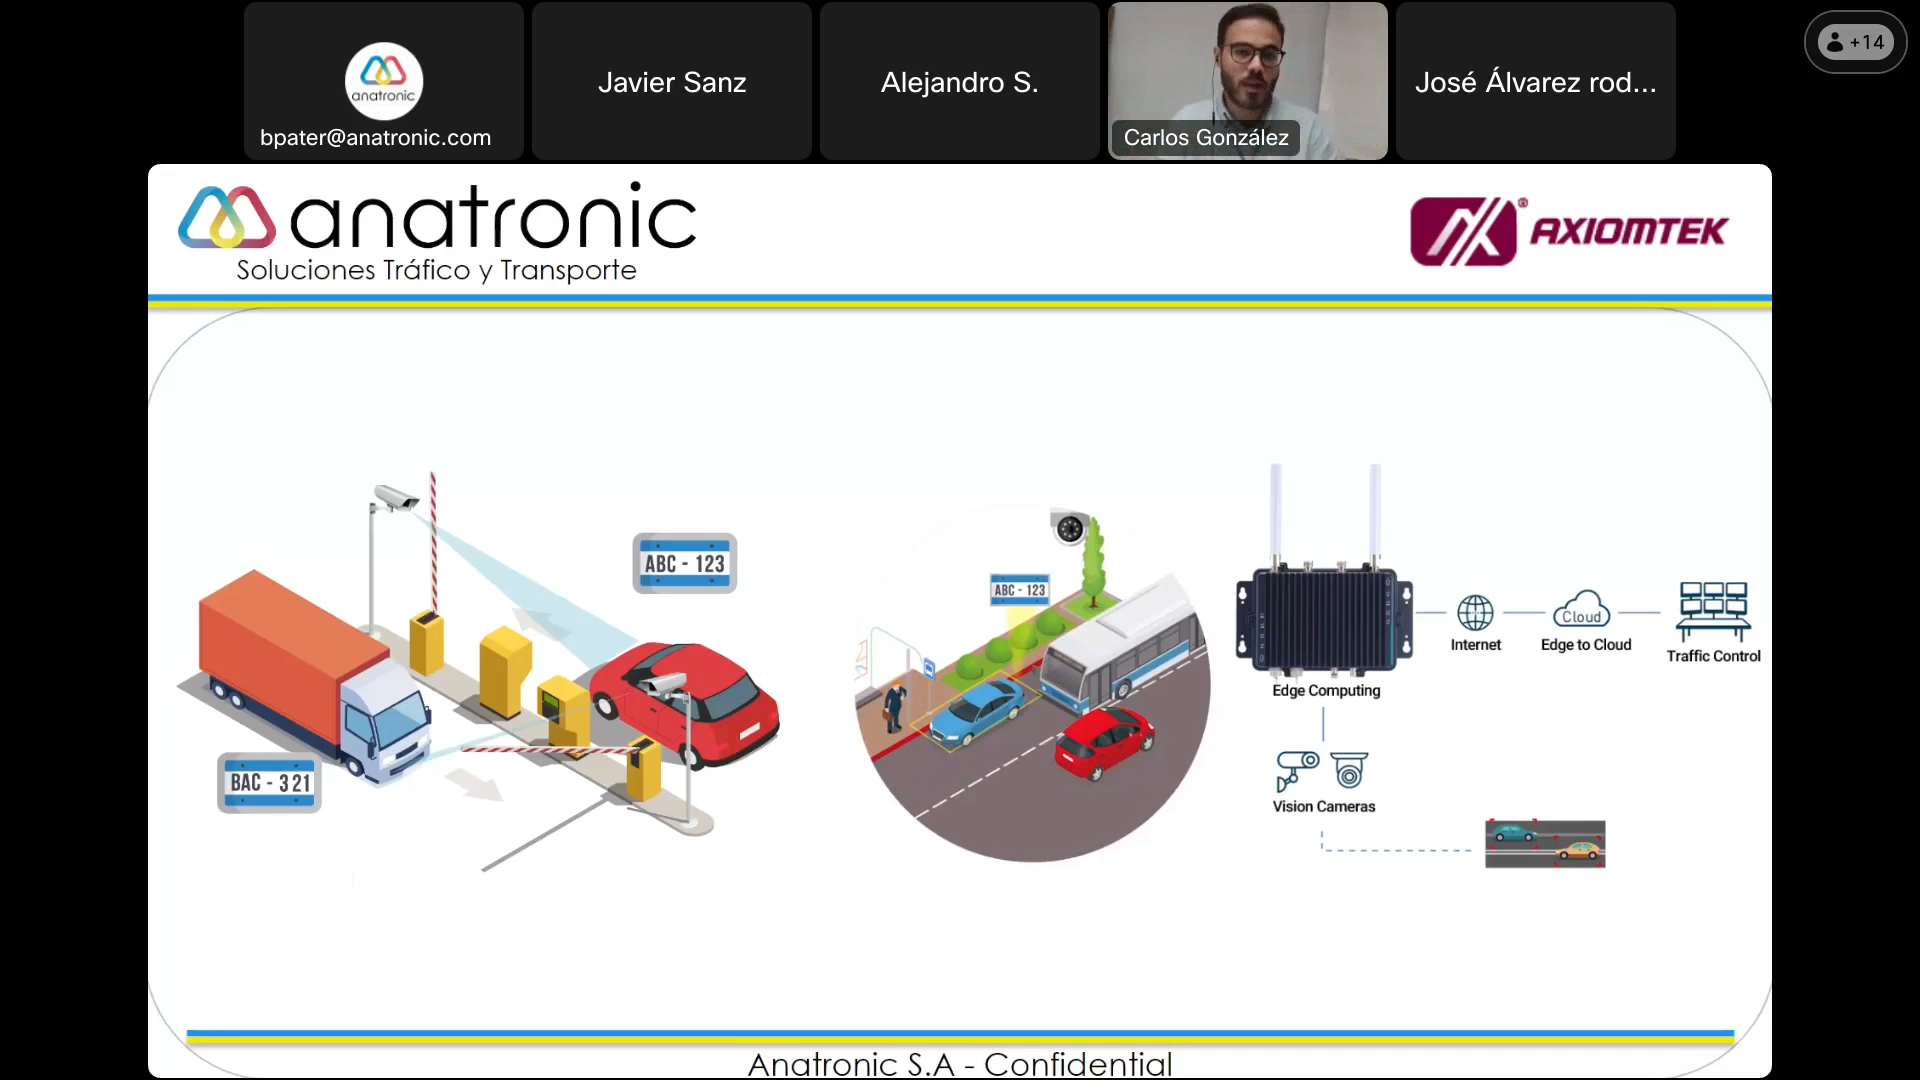 anatronic
bpater@anatronic.com
Javier Sanz
Alejandro S.
Carlos González
José Álvarez rod...
+14
anatronic
Soluciones Tráfico y Transporte
AXIOMTEK
ABC - 123
BAC - 321
ABC - 123
Internet
Cloud
Edge to Cloud
Traffic Control
Edge Computing
Vision Cameras
Anatronic S.A - Confidential